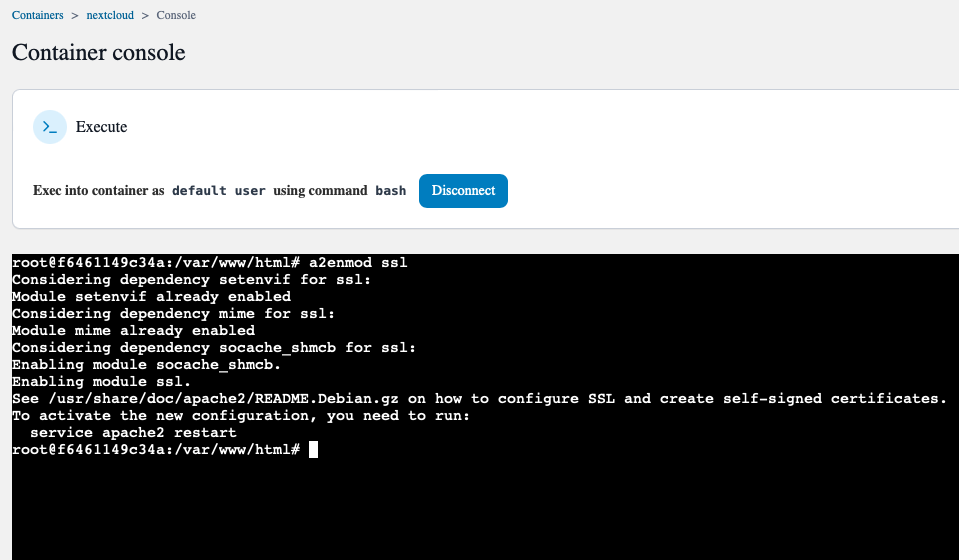 Containers > nextcloud > Console
Container console
>_ Execute
Exec into container as default user using command bash Disconnect
root@f6461149c34a:/var/www/html# a2enmod ssl
Considering dependency setenvif for ssl:
Module setenvif already enabled
Considering dependency mime for ssl:
Module mime already enabled
Considering dependency socache_shmcb for ssl:
Enabling module socache_shmcb.
Enabling module ssl.
See /usr/share/doc/apache2/README.Debian.gz on how to configure SSL and create self-signed certificates.
To activate the new configuration, you need to run:
  service apache2 restart
root@f6461149c34a:/var/www/html#